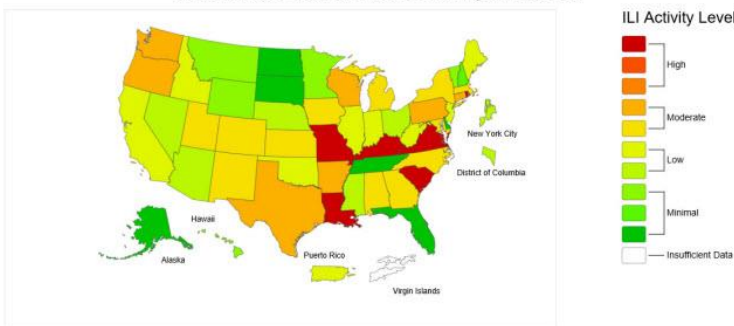 ILI Activity Level
High
Moderate
Low
Minimal
Insufficient Data
New York City
District of Columbia
Hawaii
Alaska
Puerto Rico
Virgin Islands